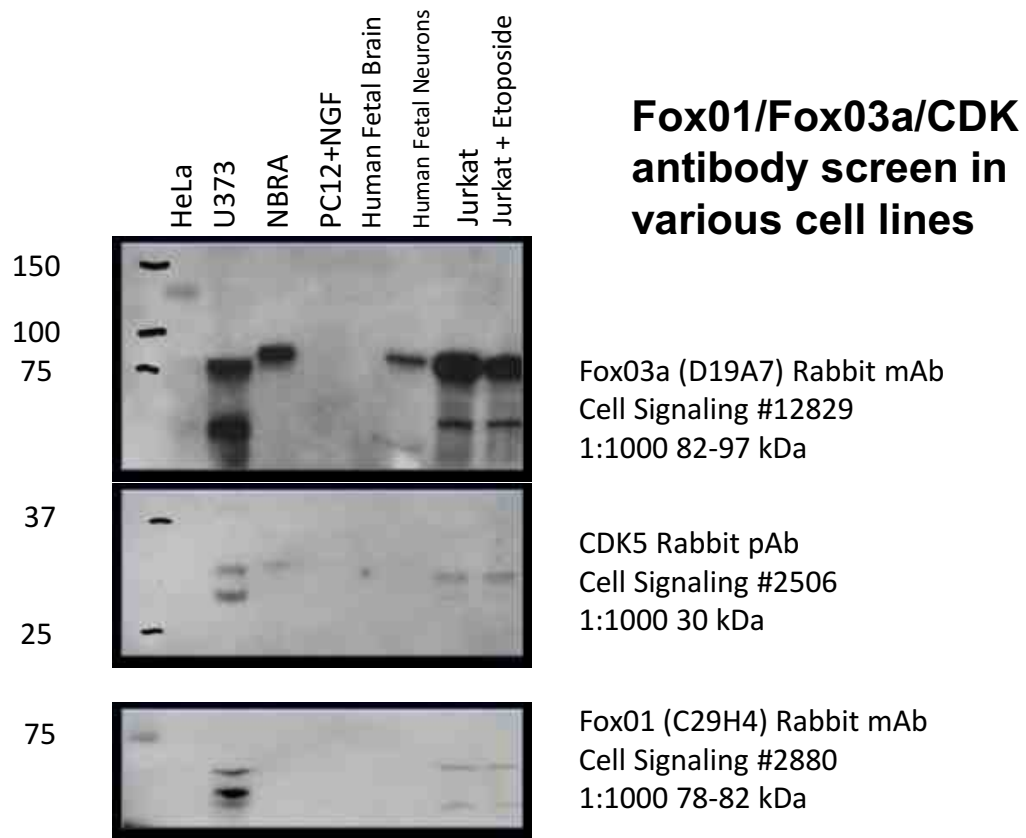 HeLa
U373
NBRA
PC12+NGF
Human Fetal Brain
Human Fetal Neurons
Jurkat
Jurkat + Etoposide
Fox01/Fox03a/CDK
antibody screen in
various cell lines
150
100
75
Fox03a (D19A7) Rabbit mAb
Cell Signaling #12829
1:1000 82-97 kDa
37
25
CDK5 Rabbit pAb
Cell Signaling #2506
1:1000 30 kDa
75
Fox01 (C29H4) Rabbit mAb
Cell Signaling #2880
1:1000 78-82 kDa